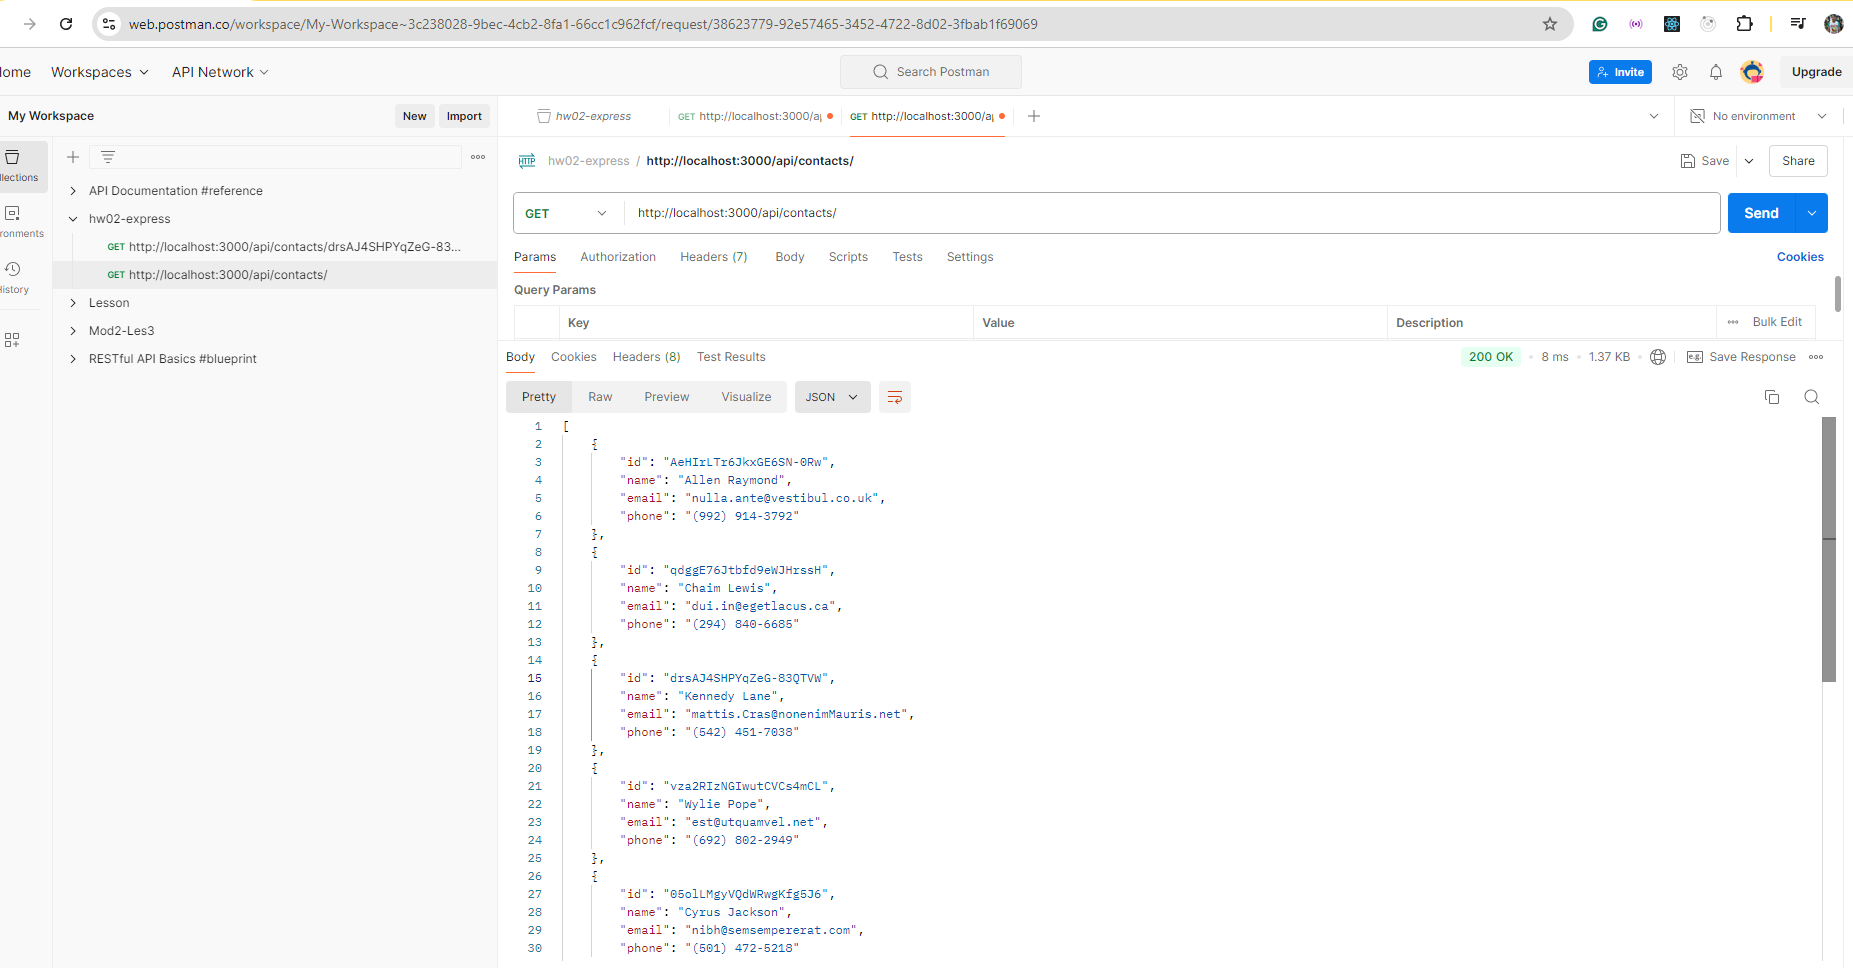 web.postman.co/workspace/My-Workspace~3c238028-9bec-4cb2-8fa1-66cc1c962fcf/request/38623779-92e57465-3452-4722-8d02-3fbab1f69069
ome Workspaces API Network Search Postman Invite Upgrade
My Workspace New Import hw02-express GET http://localhost:3000/a GET http://localhost:3000/a No environment
llections
API Documentation #reference
hw02-express
GET http://localhost:3000/api/contacts/drsAJ4SHPYqZeG-83...
GET http://localhost:3000/api/contacts/
Lesson
Mod2-Les3
RESTful API Basics #blueprint
ronments
History
HTTP hw02-express / http://localhost:3000/api/contacts/ Save Share
GET http://localhost:3000/api/contacts/ Send
Params Authorization Headers (7) Body Scripts Tests Settings Cookies
Query Params
Key Value Description Bulk Edit
Body Cookies Headers (8) Test Results 200 OK 8 ms 1.37 KB e.g. Save Response
Pretty Raw Preview Visualize JSON
1 [
2 {
3 "id": "AeHIrLTr6JkxGE6SN-0Rw",
4 "name": "Allen Raymond",
5 "email": "nulla.ante@vestibul.co.uk",
6 "phone": "(992) 914-3792"
7 },
8 {
9 "id": "qdggE76Jtbfd9eWJHrssH",
10 "name": "Chaim Lewis",
11 "email": "dui.in@egetlacus.ca",
12 "phone": "(294) 840-6685"
13 },
14 {
15 "id": "drsAJ4SHPYqZeG-83QTVW",
16 "name": "Kennedy Lane",
17 "email": "mattis.Cras@nonenimMauris.net",
18 "phone": "(542) 451-7038"
19 },
20 {
21 "id": "vza2RIzNGIwutCVCs4mCL",
22 "name": "Wylie Pope",
23 "email": "est@utquamvel.net",
24 "phone": "(692) 802-2949"
25 },
26 {
27 "id": "05olLMgyVQdWRwgKfg5J6",
28 "name": "Cyrus Jackson",
29 "email": "nibh@semsempererat.com",
30 "phone": "(501) 472-5218"